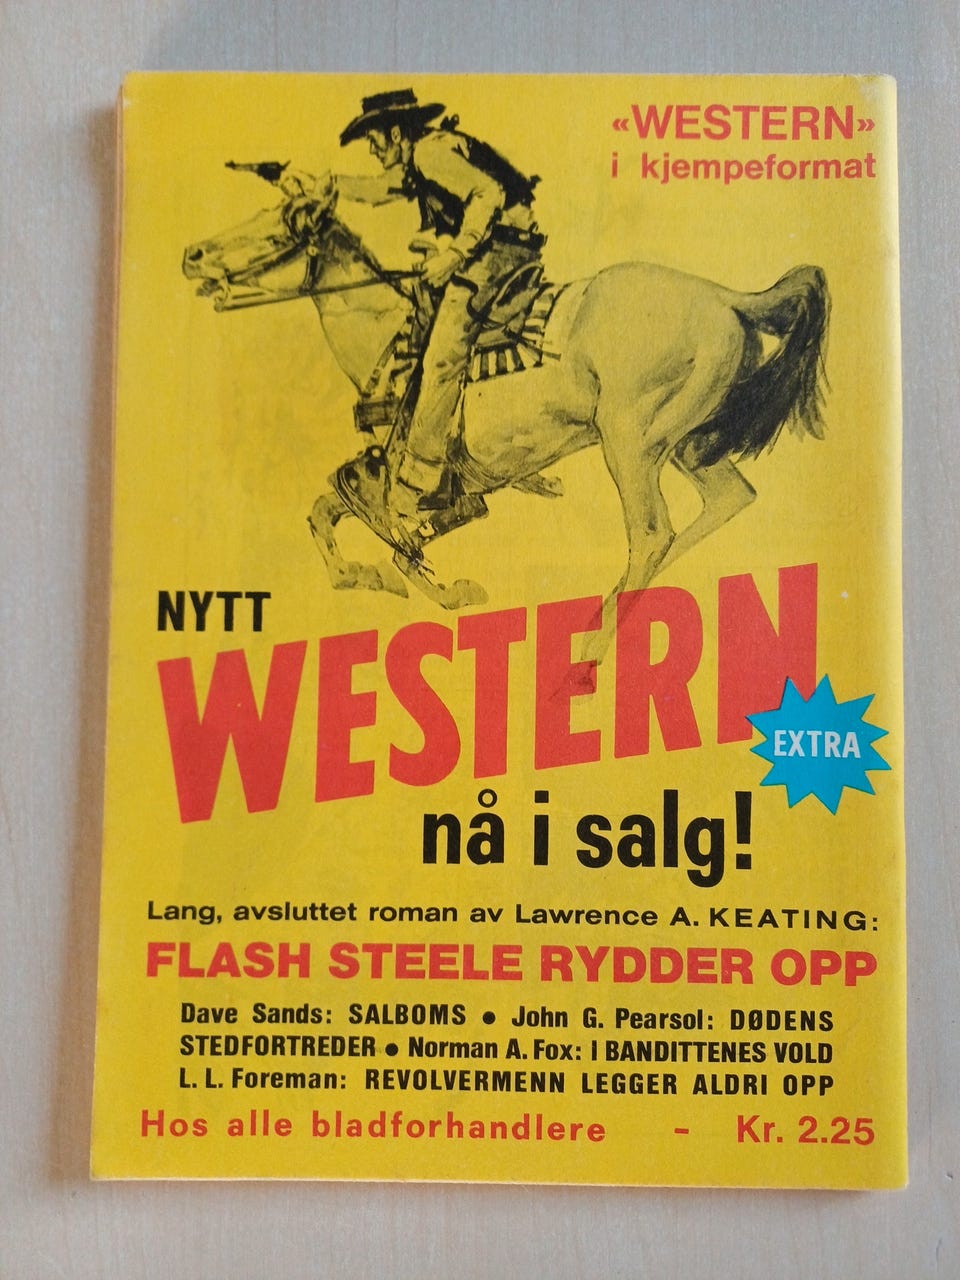 «WESTERN»
i kjempeformat
NYTT
WESTERN
EXTRA
nå i salg!
Lang, avsluttet roman av Lawrence A. KEATING:
FLASH STEELE RYDDER OPP
Dave Sands: SALBOMS ● John G. Pearsol: DØDENS
STEDFORTREDER ● Norman A. Fox: I BANDITTENES VOLD
L. L. Foreman: REVOLVERMENN LEGGER ALDRI OPP
Hos alle bladforhandlere – Kr. 2.25